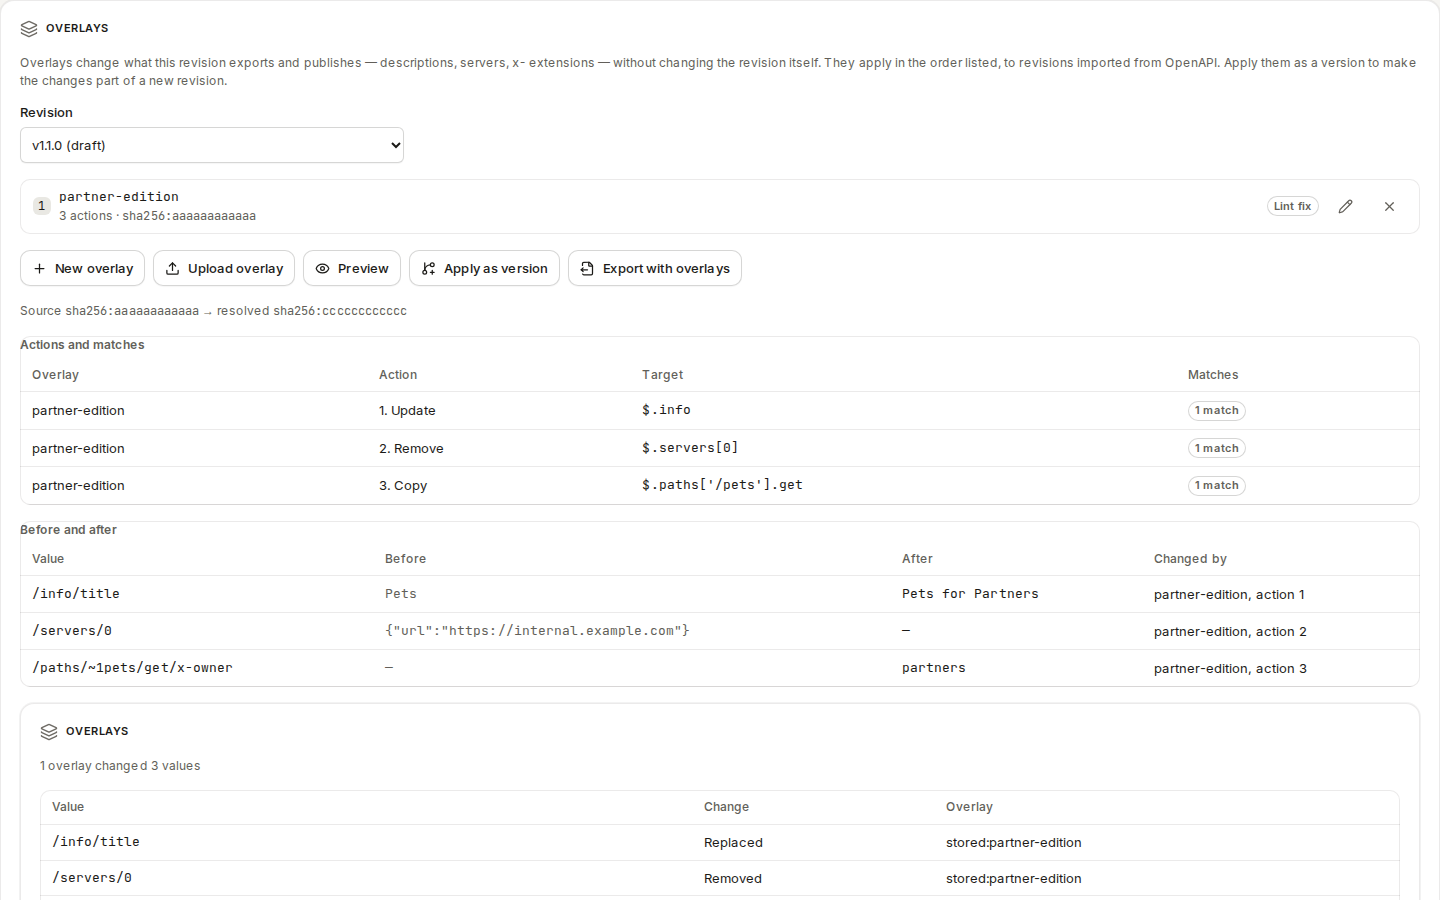 OVERLAYS
Overlays change what this revision exports and publishes — descriptions, servers, x- extensions — without changing the revision itself. They apply in the order listed, to revisions imported from OpenAPI. Apply them as a version to make
the changes part of a new revision.
Revision
v1.1.0 (draft)
1 partner-edition Lint fix
3 actions · sha256:aaaaaaaaaaaa
New overlay Upload overlay Preview Apply as version Export with overlays
Source sha256:aaaaaaaaaaaa → resolved sha256:cccccccccccc
Actions and matches
Overlay Action Target Matches
partner-edition 1. Update $.info 1 match
partner-edition 2. Remove $.servers[0] 1 match
partner-edition 3. Copy $.paths['/pets'].get 1 match
Before and after
Value Before After Changed by
/info/title Pets Pets for Partners partner-edition, action 1
/servers/0 {"url":"https://internal.example.com"} — partner-edition, action 2
/paths/~1pets/get/x-owner — partners partner-edition, action 3
OVERLAYS
1 overlay changed 3 values
Value Change Overlay
/info/title Replaced stored:partner-edition
/servers/0 Removed stored:partner-edition